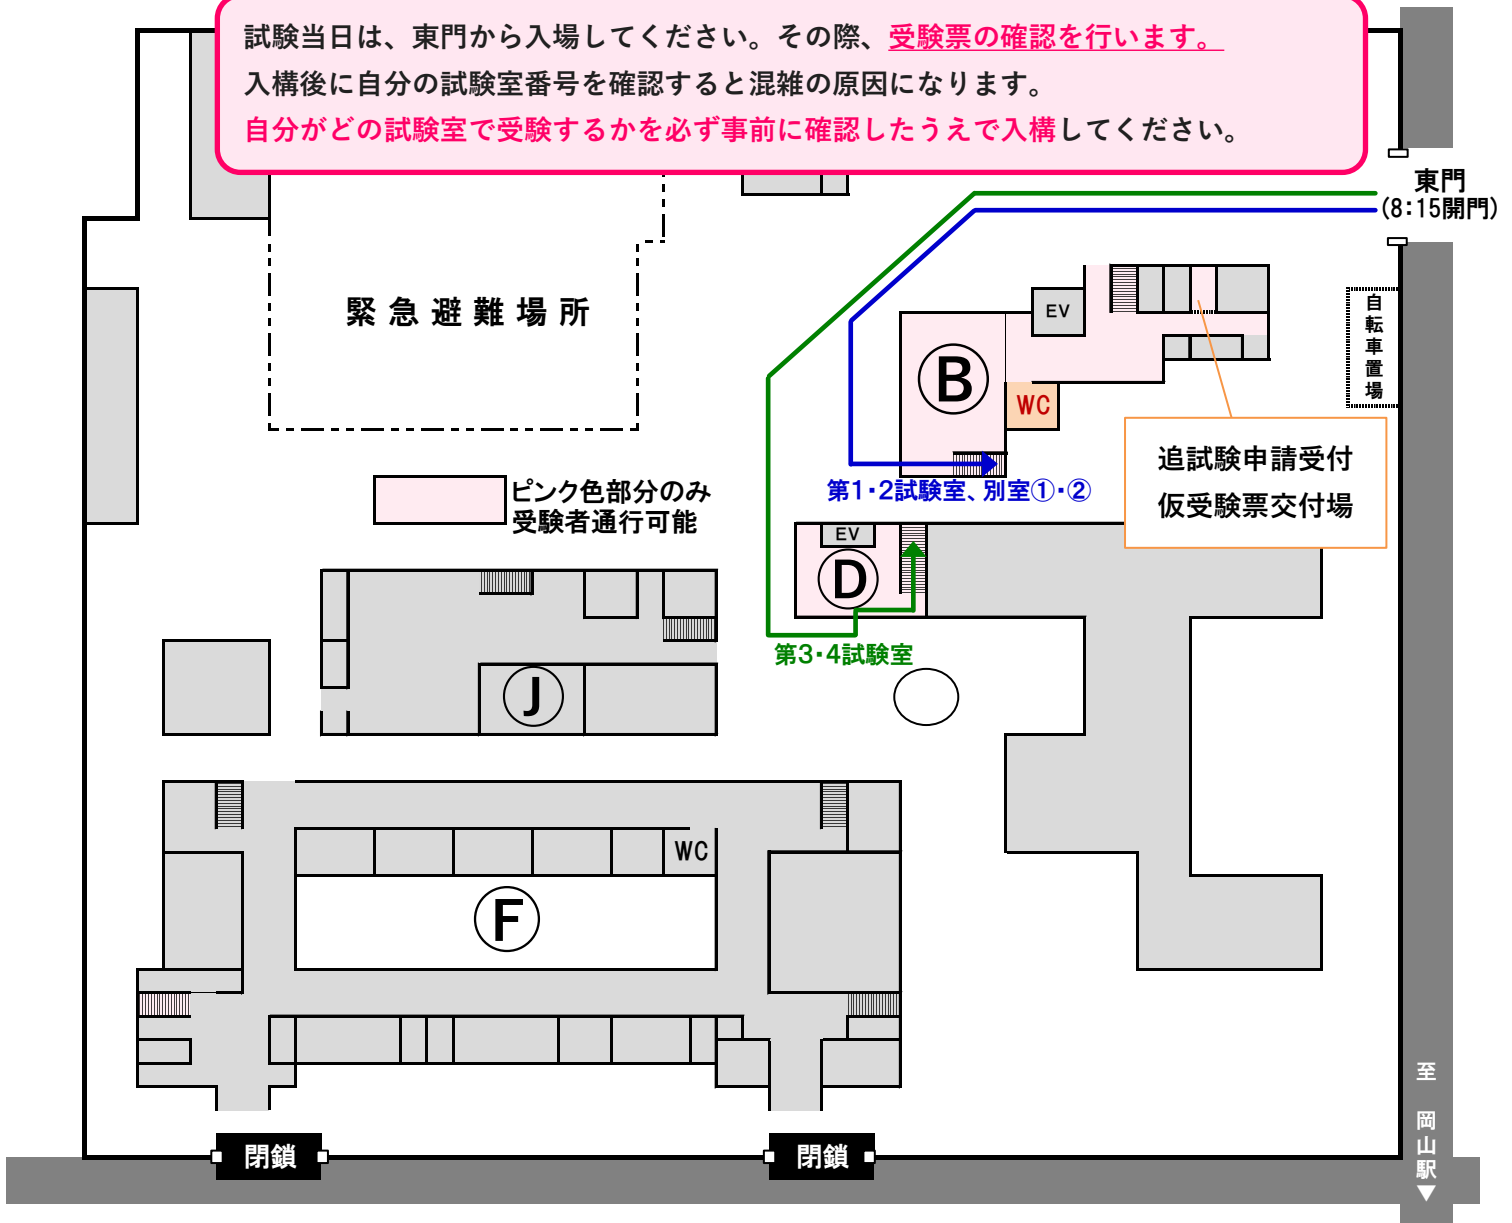 試験当日は、東門から入場してください。その際、受験票の確認を行います。
入構後に自分の試験室番号を確認すると混雑の原因になります。
自分がどの試験室で受験するかを必ず事前に確認したうえで入構してください。
東門
(8:15開門)
緊急避難場所
EV
自転車置場
B
WC
追試験申請受付
仮受験票交付場
第1・2試験室、別室①・②
ピンク色部分のみ
受験者通行可能
EV
D
第3・4試験室
J
WC
F
至 岡山駅▼
閉鎖
閉鎖